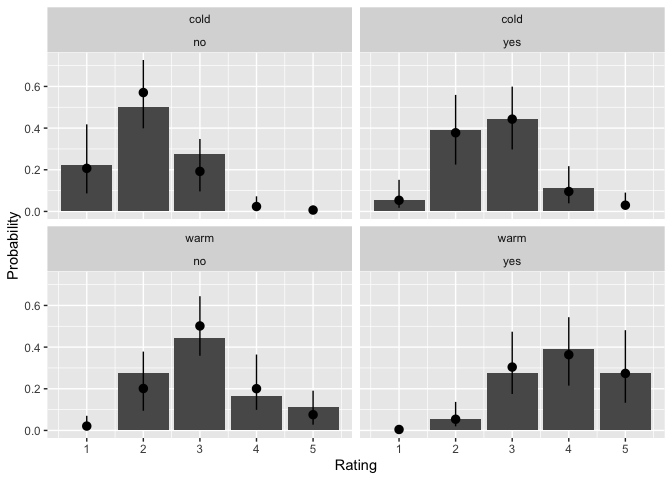 cold
cold
no
yes
0.6
0.4
0.2
0.0
Probability
warm
warm
no
yes
0.6
0.4
0.2
0.0
1 2 3 4 5
1 2 3 4 5
Rating